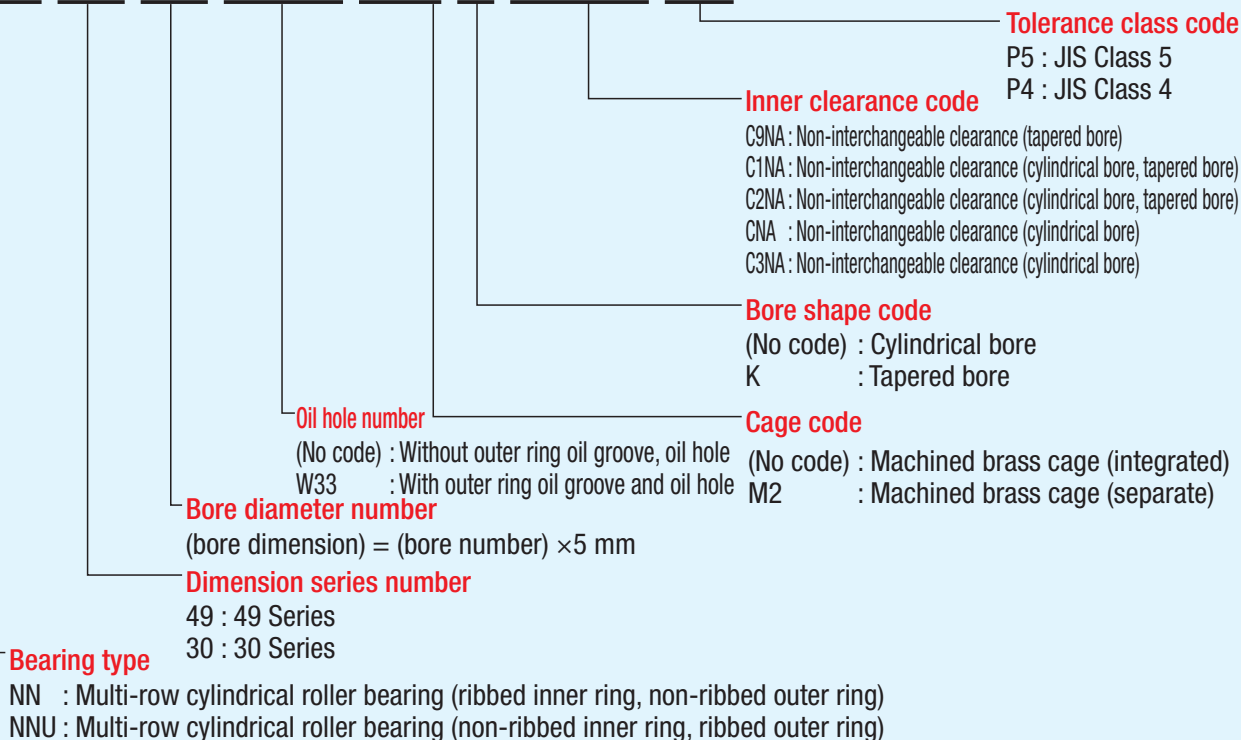 Tolerance class code
P5 : JIS Class 5
P4 : JIS Class 4
Inner clearance code
C9NA : Non-interchangeable clearance (tapered bore)
C1NA : Non-interchangeable clearance (cylindrical bore, tapered bore)
C2NA : Non-interchangeable clearance (cylindrical bore, tapered bore)
CNA : Non-interchangeable clearance (cylindrical bore)
C3NA : Non-interchangeable clearance (cylindrical bore)
Bore shape code
(No code) : Cylindrical bore
K : Tapered bore
Cage code
(No code) : Machined brass cage (integrated)
M2 : Machined brass cage (separate)
Oil hole number
(No code) : Without outer ring oil groove, oil hole
W33 : With outer ring oil groove and oil hole
Bore diameter number
(bore dimension) = (bore number) ×5 mm
Dimension series number
49 : 49 Series
30 : 30 Series
Bearing type
NN : Multi-row cylindrical roller bearing (ribbed inner ring, non-ribbed outer ring)
NNU : Multi-row cylindrical roller bearing (non-ribbed inner ring, ribbed outer ring)